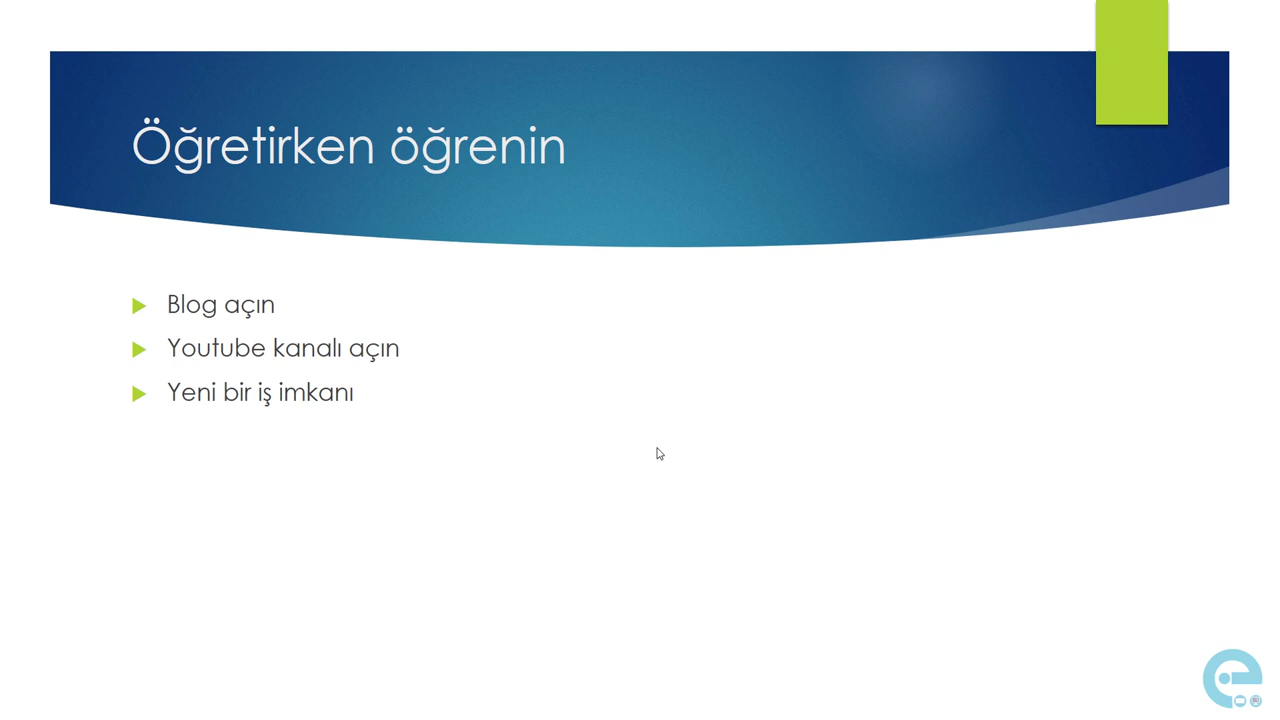 Öğretirken öğrenin
Blog açın
Youtube kanalı açın
Yeni bir iş imkanı